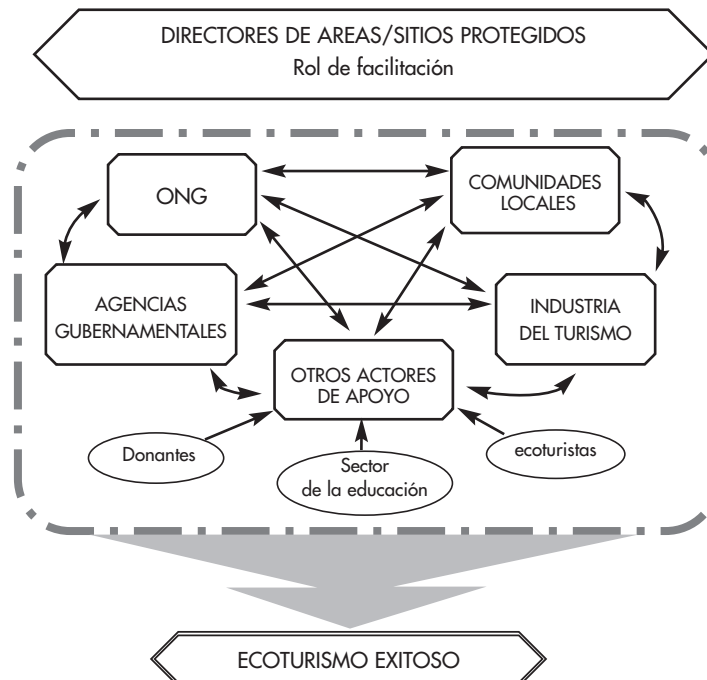 DIRECTORES DE AREAS/SITIOS PROTEGIDOS
Rol de facilitación
ONG
COMUNIDADES
LOCALES
AGENCIAS
GUBERNAMENTALES
INDUSTRIA
DEL TURISMO
OTROS ACTORES
DE APOYO
Donantes
Sector
de la educación
ecoturistas
ECOTURISMO EXITOSO